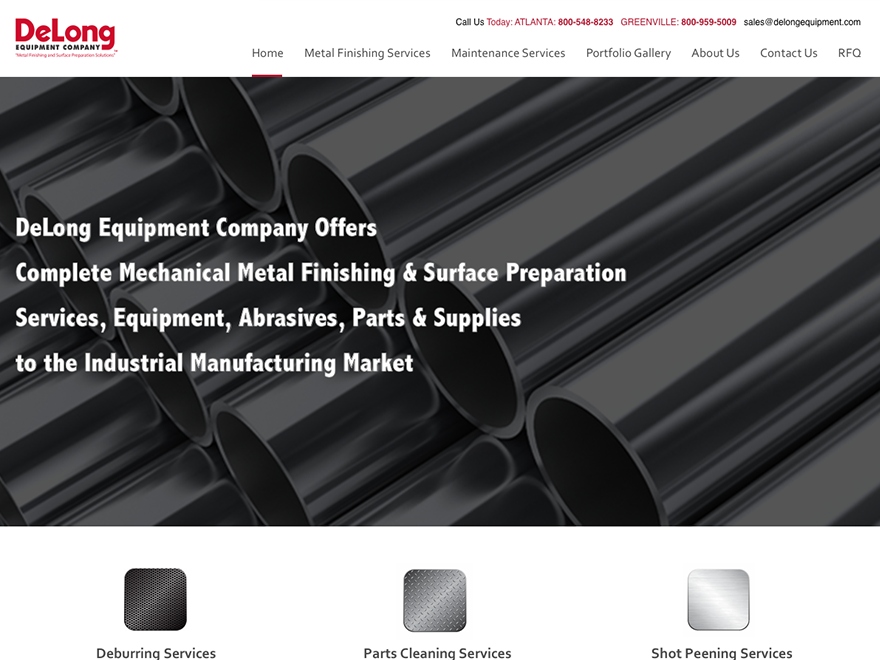 DeLong
EQUIPMENT COMPANY
"Metal Finishing and Surface Preparation Solutions"
Call Us Today: ATLANTA: 800-548-8233 GREENVILLE: 800-959-5009 sales@delongequipment.com
Home Metal Finishing Services Maintenance Services Portfolio Gallery About Us Contact Us RFQ
DeLong Equipment Company Offers
Complete Mechanical Metal Finishing & Surface Preparation
Services, Equipment, Abrasives, Parts & Supplies
to the Industrial Manufacturing Market
Deburring Services Parts Cleaning Services Shot Peening Services